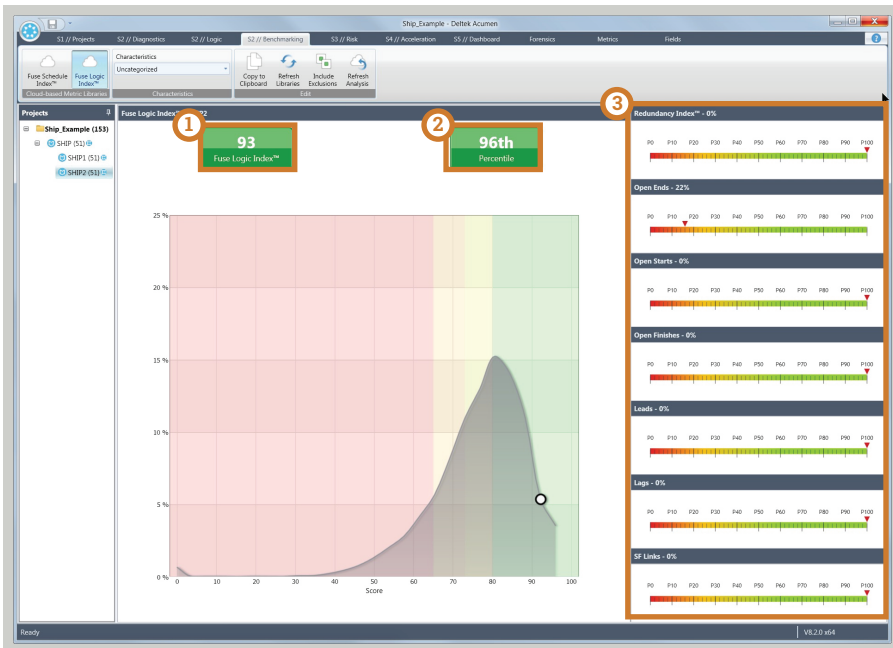 Ship_Example - Deltek Acumen
S1 // Projects S2 // Diagnostics S2 // Logic S2 // Benchmarking S3 // Risk S4 // Acceleration S5 // Dashboard Forensics Metrics Fields
Fuse Schedule Index™
Fuse Logic Index™
Cloud-based Metric Libraries
Characteristics
Uncategorized
Characteristics
Copy to Clipboard
Refresh Libraries
Include Exclusions
Refresh Analysis
Edit
Projects
Ship_Example (153)
SHIP (51)
SHIP1 (51)
SHIP2 (51)
Fuse Logic Index
1
93
Fuse Logic Index™
2
96th
Percentile
25 %
20 %
15 %
10 %
5 %
0 %
0 10 20 30 40 50 60 70 80 90 100
Score
3
Redundancy Index™ - 0%
P0 P10 P20 P30 P40 P50 P60 P70 P80 P90 P100
Open Ends - 22%
P0 P10 P20 P30 P40 P50 P60 P70 P80 P90 P100
Open Starts - 0%
P0 P10 P20 P30 P40 P50 P60 P70 P80 P90 P100
Open Finishes - 0%
P0 P10 P20 P30 P40 P50 P60 P70 P80 P90 P100
Leads - 0%
P0 P10 P20 P30 P40 P50 P60 P70 P80 P90 P100
Lags - 0%
P0 P10 P20 P30 P40 P50 P60 P70 P80 P90 P100
SF Links - 0%
P0 P10 P20 P30 P40 P50 P60 P70 P80 P90 P100
Ready
V8.2.0 x64